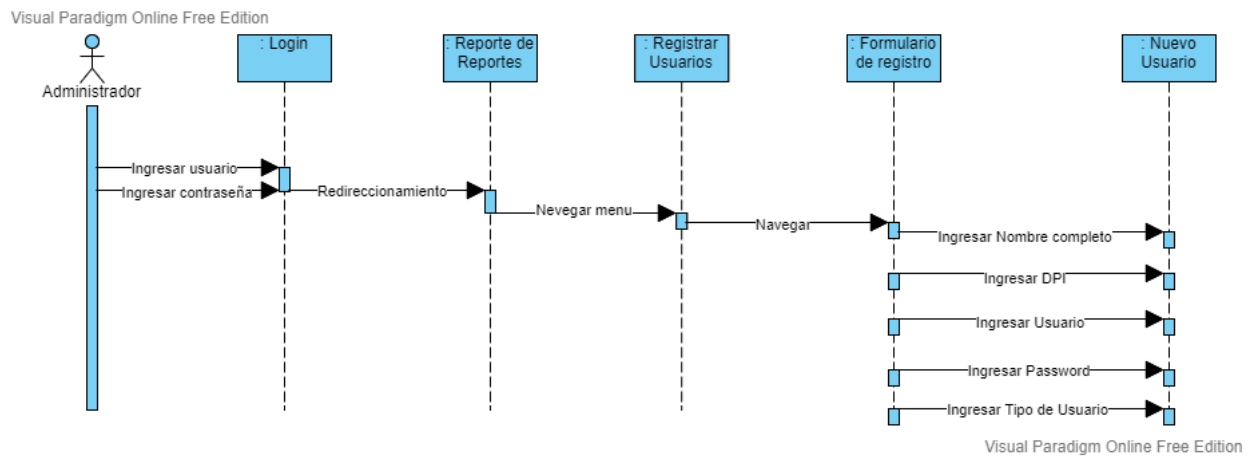 Visual Paradigm Online Free Edition
Administrador
: Login
: Reporte de
Reportes
: Registrar
Usuarios
: Formulario
de registro
: Nuevo
Usuario
Ingresar usuario
Ingresar contraseña
Redireccionamiento
Nevegar menu
Navegar
Ingresar Nombre completo
Ingresar DPI
Ingresar Usuario
Ingresar Password
Ingresar Tipo de Usuario
Visual Paradigm Online Free Edition